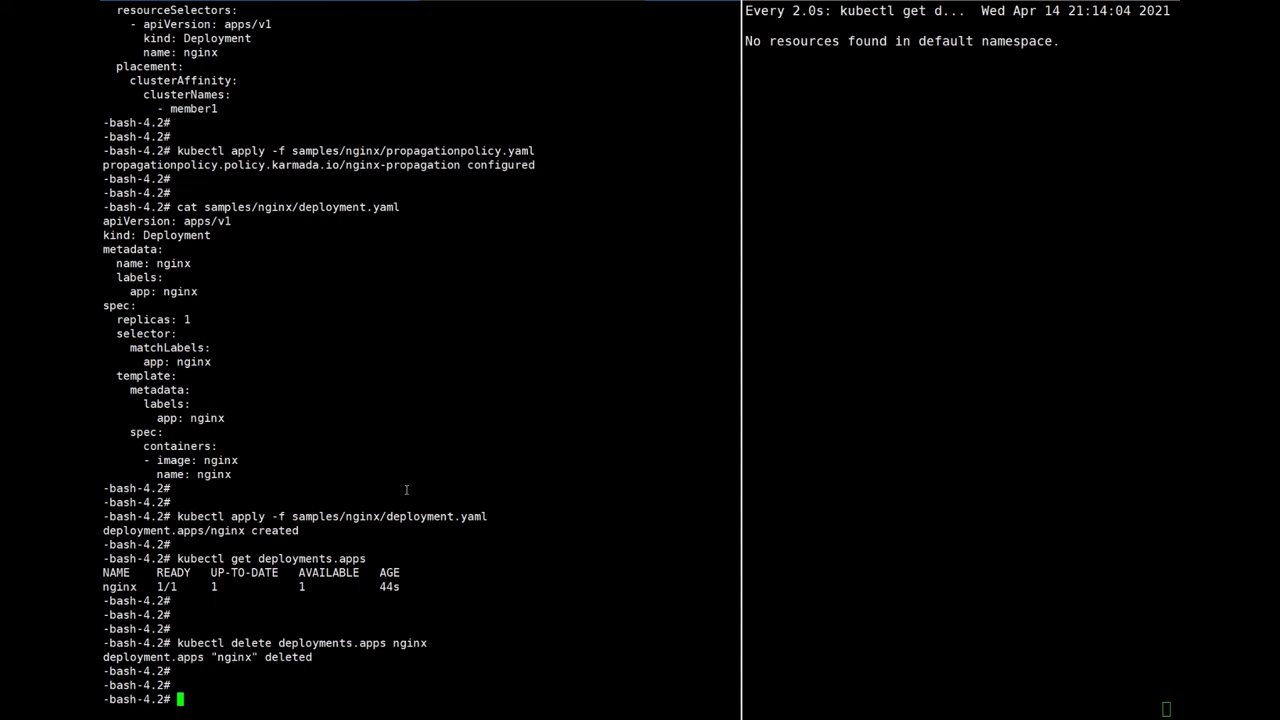 resourceSelectors:
    - apiVersion: apps/v1
      kind: Deployment
      name: nginx
  placement:
    clusterAffinity:
      clusterNames:
        - member1
-bash-4.2#
-bash-4.2#
-bash-4.2# kubectl apply -f samples/nginx/propagationpolicy.yaml
propagationpolicy.policy.karmada.io/nginx-propagation configured
-bash-4.2#
-bash-4.2#
-bash-4.2# cat samples/nginx/deployment.yaml
apiVersion: apps/v1
kind: Deployment
metadata:
  name: nginx
  labels:
    app: nginx
spec:
  replicas: 1
  selector:
    matchLabels:
      app: nginx
  template:
    metadata:
      labels:
        app: nginx
    spec:
      containers:
      - image: nginx
        name: nginx
-bash-4.2#
-bash-4.2#
-bash-4.2# kubectl apply -f samples/nginx/deployment.yaml
deployment.apps/nginx created
-bash-4.2#
-bash-4.2# kubectl get deployments.apps
NAME    READY   UP-TO-DATE   AVAILABLE   AGE
nginx   1/1     1            1           44s
-bash-4.2#
-bash-4.2#
-bash-4.2#
-bash-4.2# kubectl delete deployments.apps nginx
deployment.apps "nginx" deleted
-bash-4.2#
-bash-4.2#
-bash-4.2#
Every 2.0s: kubectl get d...  Wed Apr 14 21:14:04 2021
No resources found in default namespace.